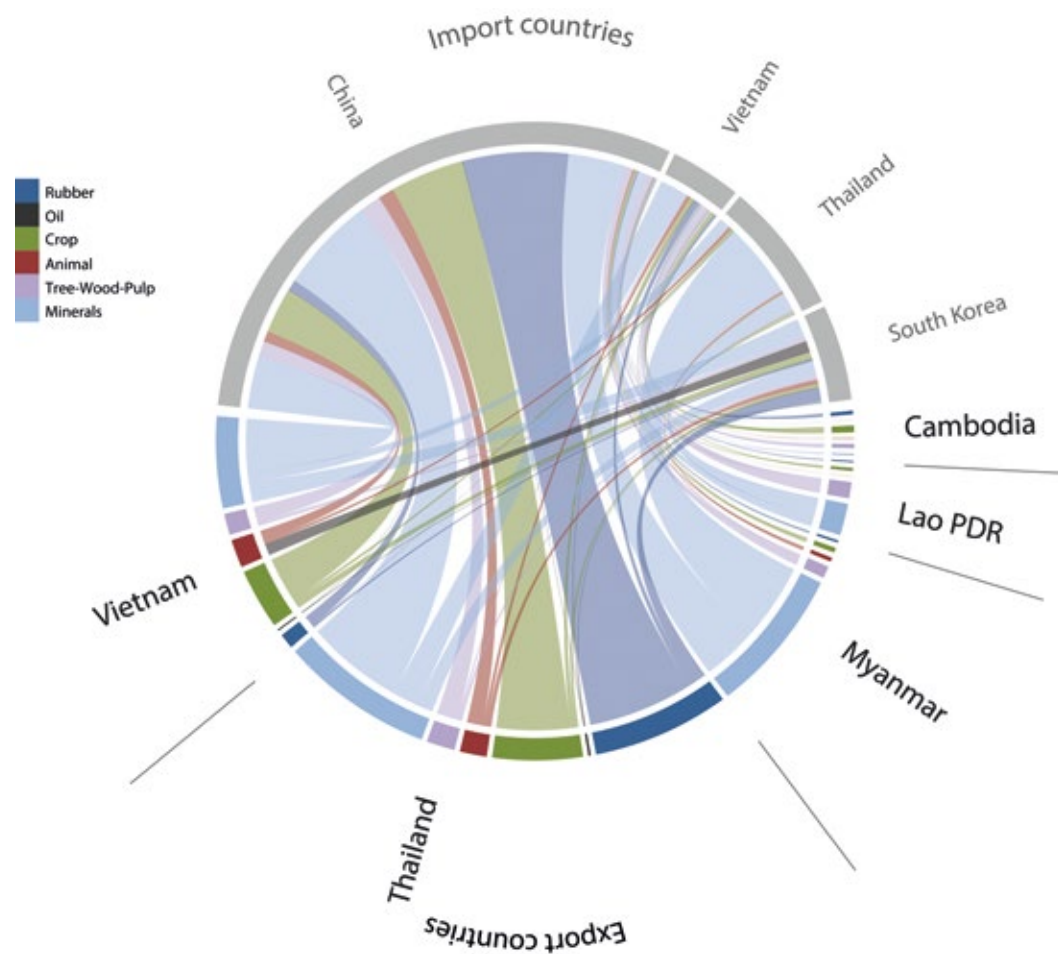 Import countries
China
Vietnam
Thailand
South Korea
Rubber
Oil
Crop
Animal
Tree-Wood-Pulp
Minerals
Cambodia
Lao PDR
Myanmar
Vietnam
Thailand
Export countries